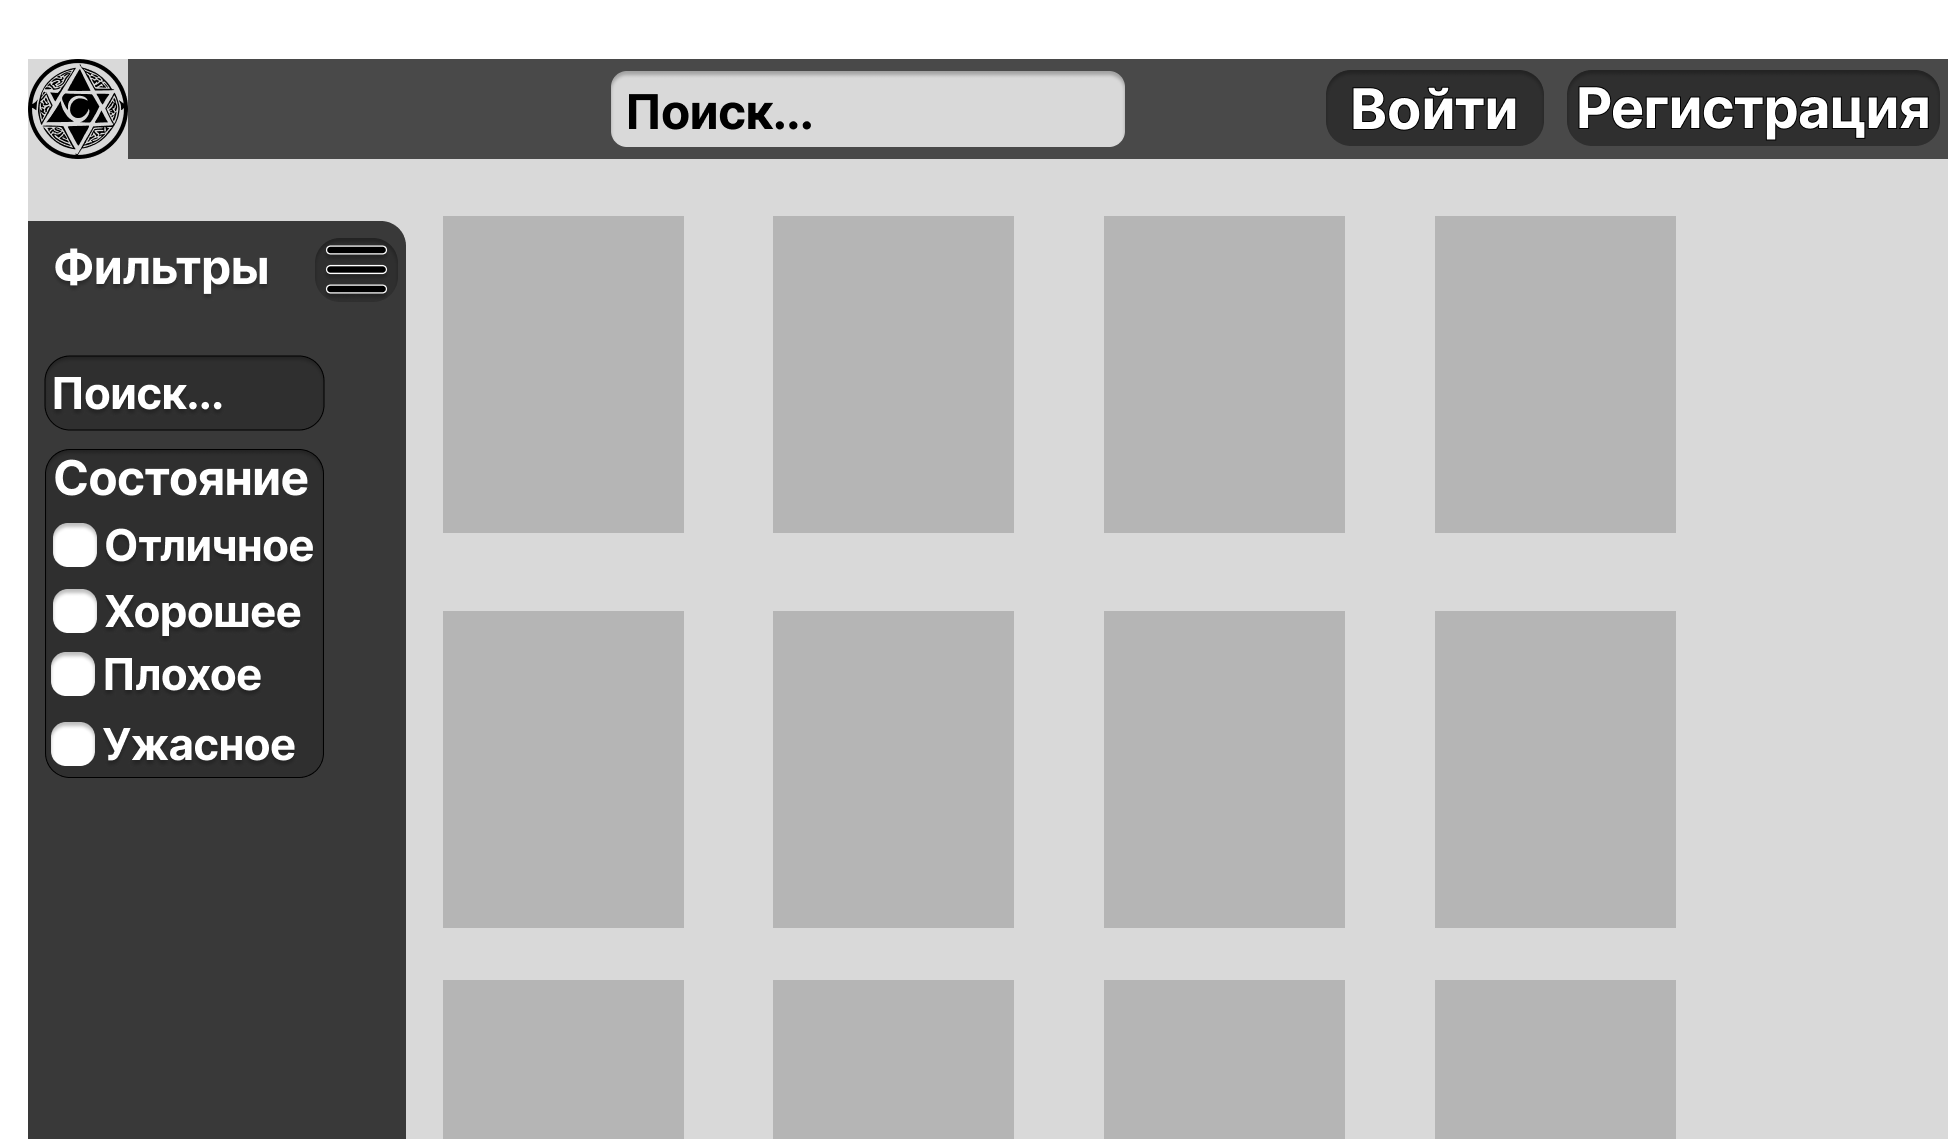 Поиск...
Войти
Регистрация
Фильтры
Поиск...
Состояние
Отличное
Хорошее
Плохое
Ужасное